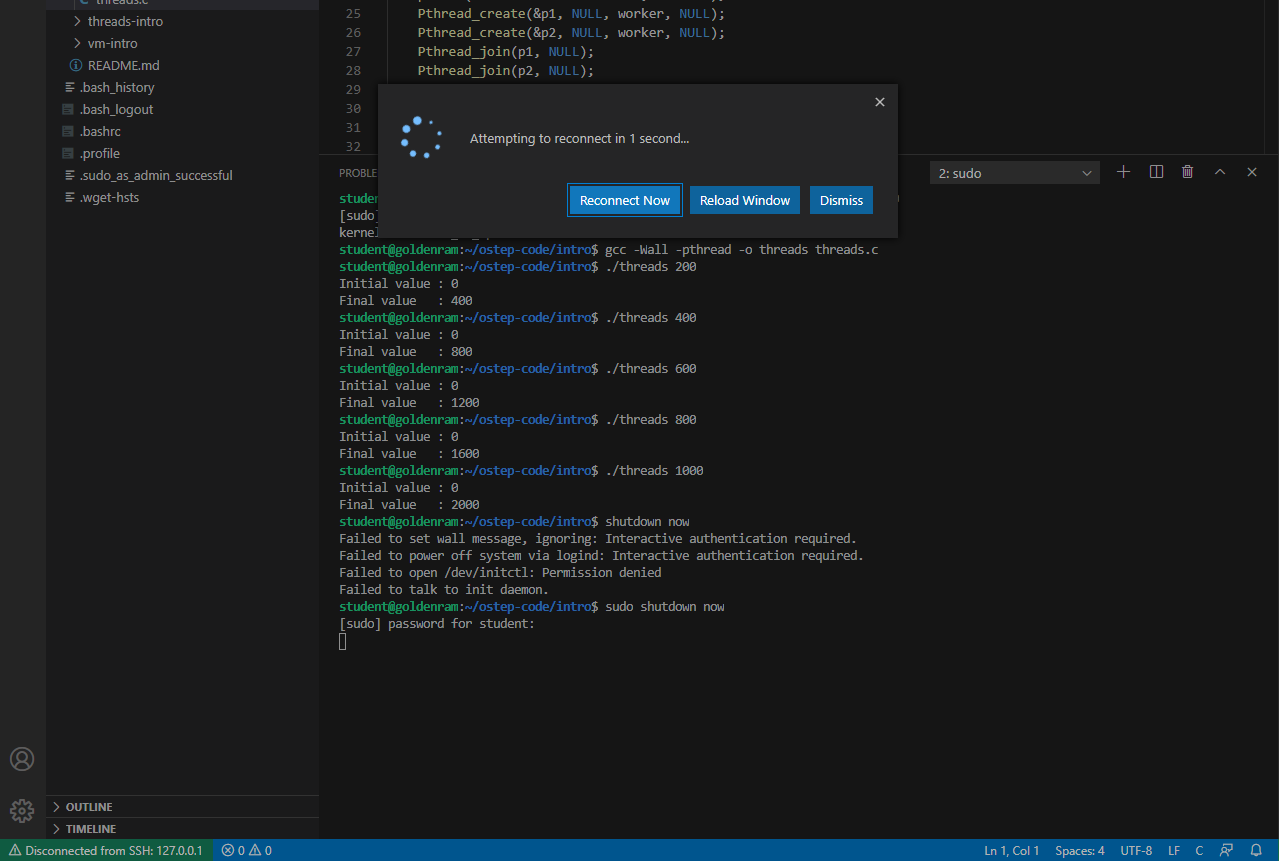 threads.c
threads-intro
vm-intro
README.md
.bash_history
.bash_logout
.bashrc
.profile
.sudo_as_admin_successful
.wget-hsts
OUTLINE
TIMELINE
25 Pthread_create(&p1, NULL, worker, NULL);
26 Pthread_create(&p2, NULL, worker, NULL);
27 Pthread_join(p1, NULL);
28 Pthread_join(p2, NULL);
29
30
31
32
Attempting to reconnect in 1 second...
Reconnect Now Reload Window Dismiss
PROBLE
2: sudo
stude
[sudo]
kernel
student@goldenram:~/ostep-code/intro$ gcc -Wall -pthread -o threads threads.c
student@goldenram:~/ostep-code/intro$ ./threads 200
Initial value : 0
Final value   : 400
student@goldenram:~/ostep-code/intro$ ./threads 400
Initial value : 0
Final value   : 800
student@goldenram:~/ostep-code/intro$ ./threads 600
Initial value : 0
Final value   : 1200
student@goldenram:~/ostep-code/intro$ ./threads 800
Initial value : 0
Final value   : 1600
student@goldenram:~/ostep-code/intro$ ./threads 1000
Initial value : 0
Final value   : 2000
student@goldenram:~/ostep-code/intro$ shutdown now
Failed to set wall message, ignoring: Interactive authentication required.
Failed to power off system via logind: Interactive authentication required.
Failed to open /dev/initctl: Permission denied
Failed to talk to init daemon.
student@goldenram:~/ostep-code/intro$ sudo shutdown now
[sudo] password for student:
Disconnected from SSH: 127.0.0.1 0 0 Ln 1, Col 1 Spaces: 4 UTF-8 LF C